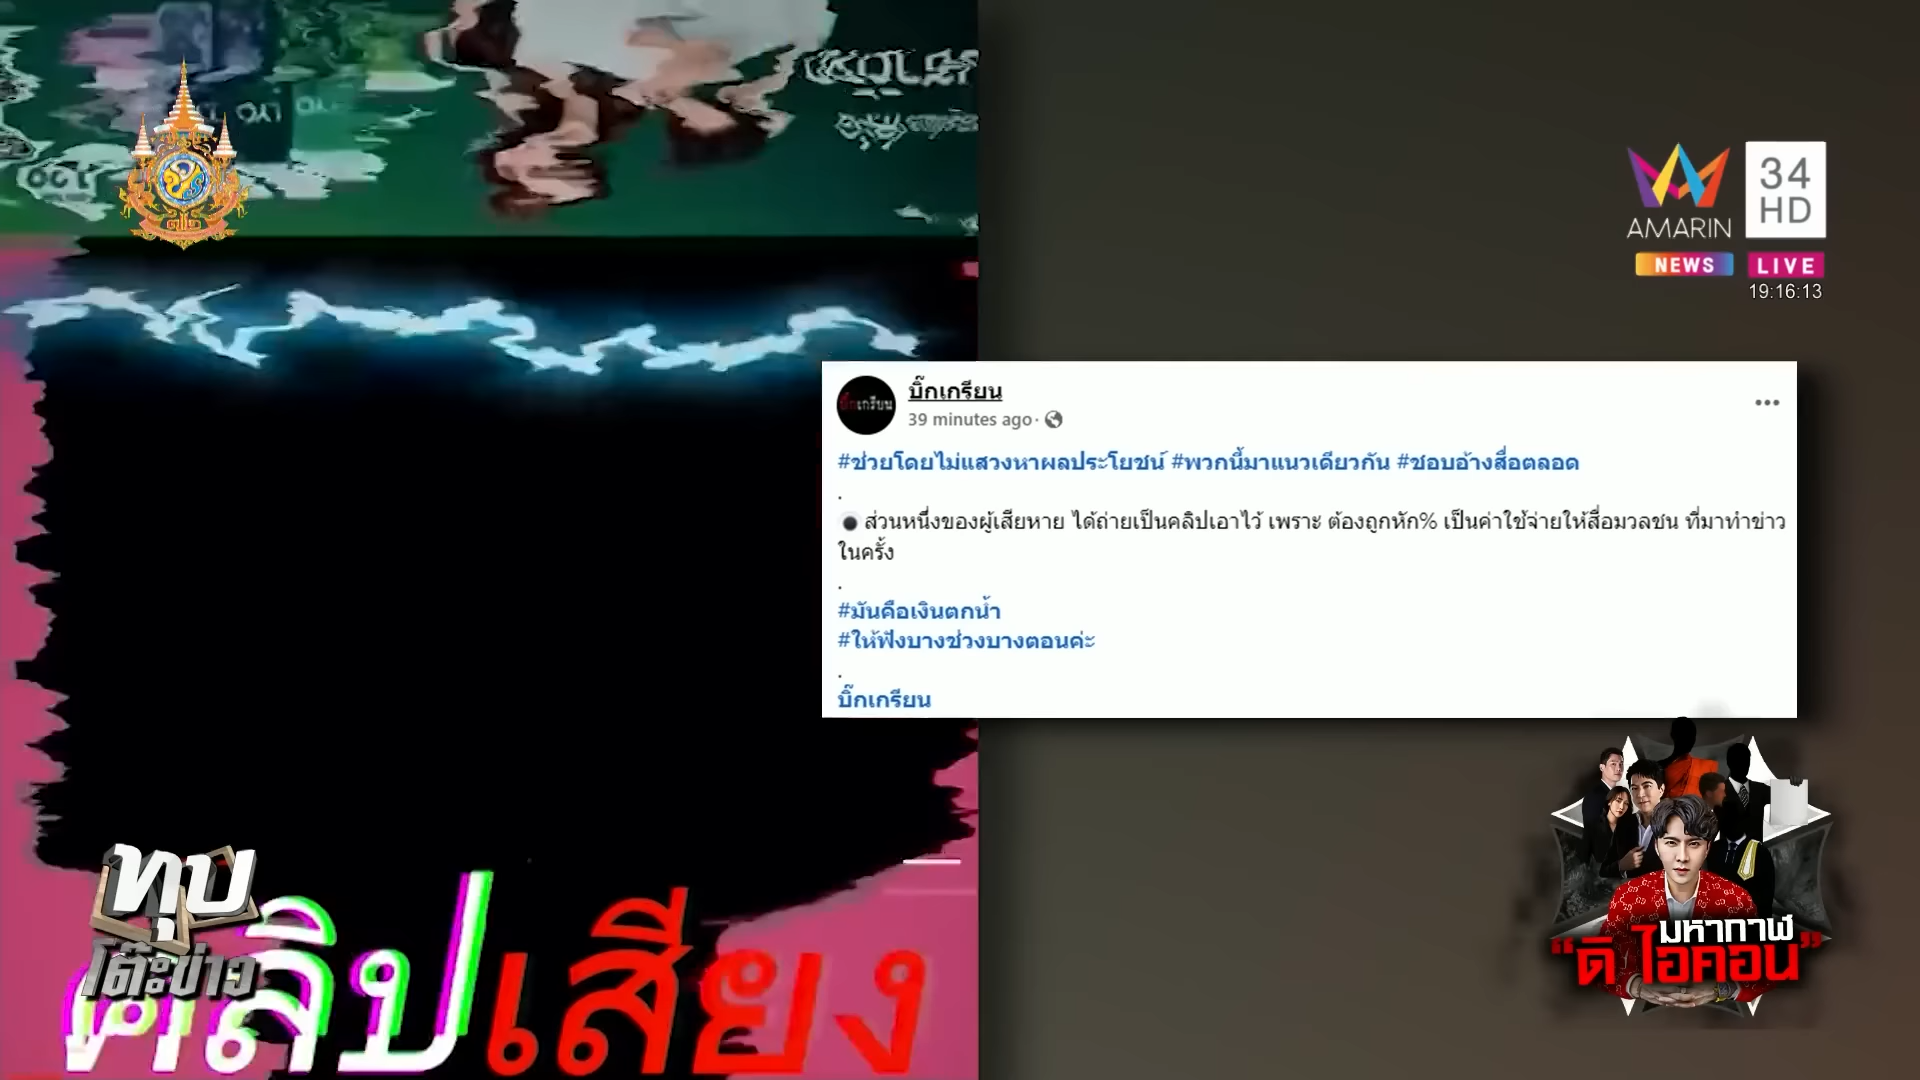 AMARIN
34
HD
NEWS
LIVE
19:16:13
บิ๊กเกรียน
บิ๊กเกรียน
39 minutes ago ·
#ช่วยโดยไม่แสวงหาผลประโยชน์ #พวกนี้มาแนวเดียวกัน #ชอบอ้างสื่อตลอด
.
ส่วนหนึ่งของผู้เสียหาย ได้ถ่ายเป็นคลิปเอาไว้ เพราะ ต้องถูกหัก% เป็นค่าใช้จ่ายให้สื่อมวลชน ที่มาทำข่าว
ในครั้ง
.
#มันคือเงินตกน้ำ
#ให้ฟังบางช่วงบางตอนค่ะ
.
บิ๊กเกรียน
ทุบ
โต๊ะข่าว
คลิปเสียง
มหากาพ
"ดิ ไอคอน"